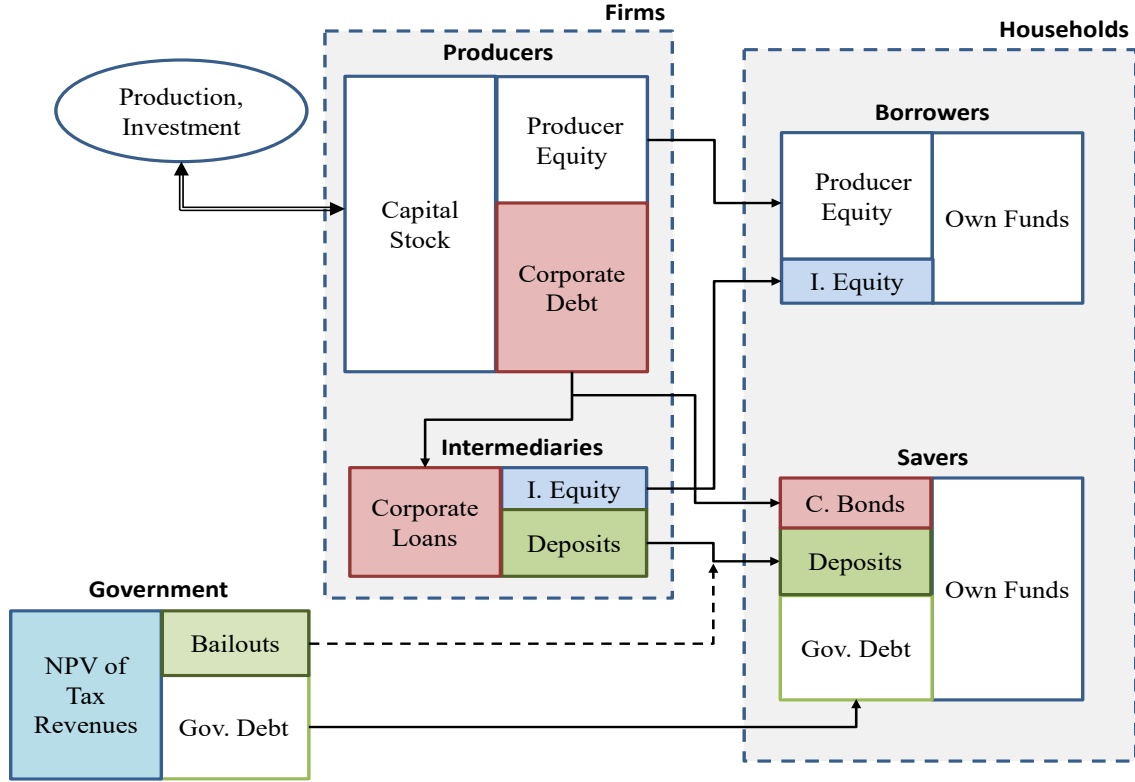 Firms
Households
Producers
Production,
Investment
Capital
Stock
Producer
Equity
Corporate
Debt
Borrowers
Producer
Equity
I. Equity
Own Funds
Intermediaries
Corporate
Loans
I. Equity
Deposits
Savers
C. Bonds
Deposits
Gov. Debt
Own Funds
Government
NPV of
Tax
Revenues
Bailouts
Gov. Debt